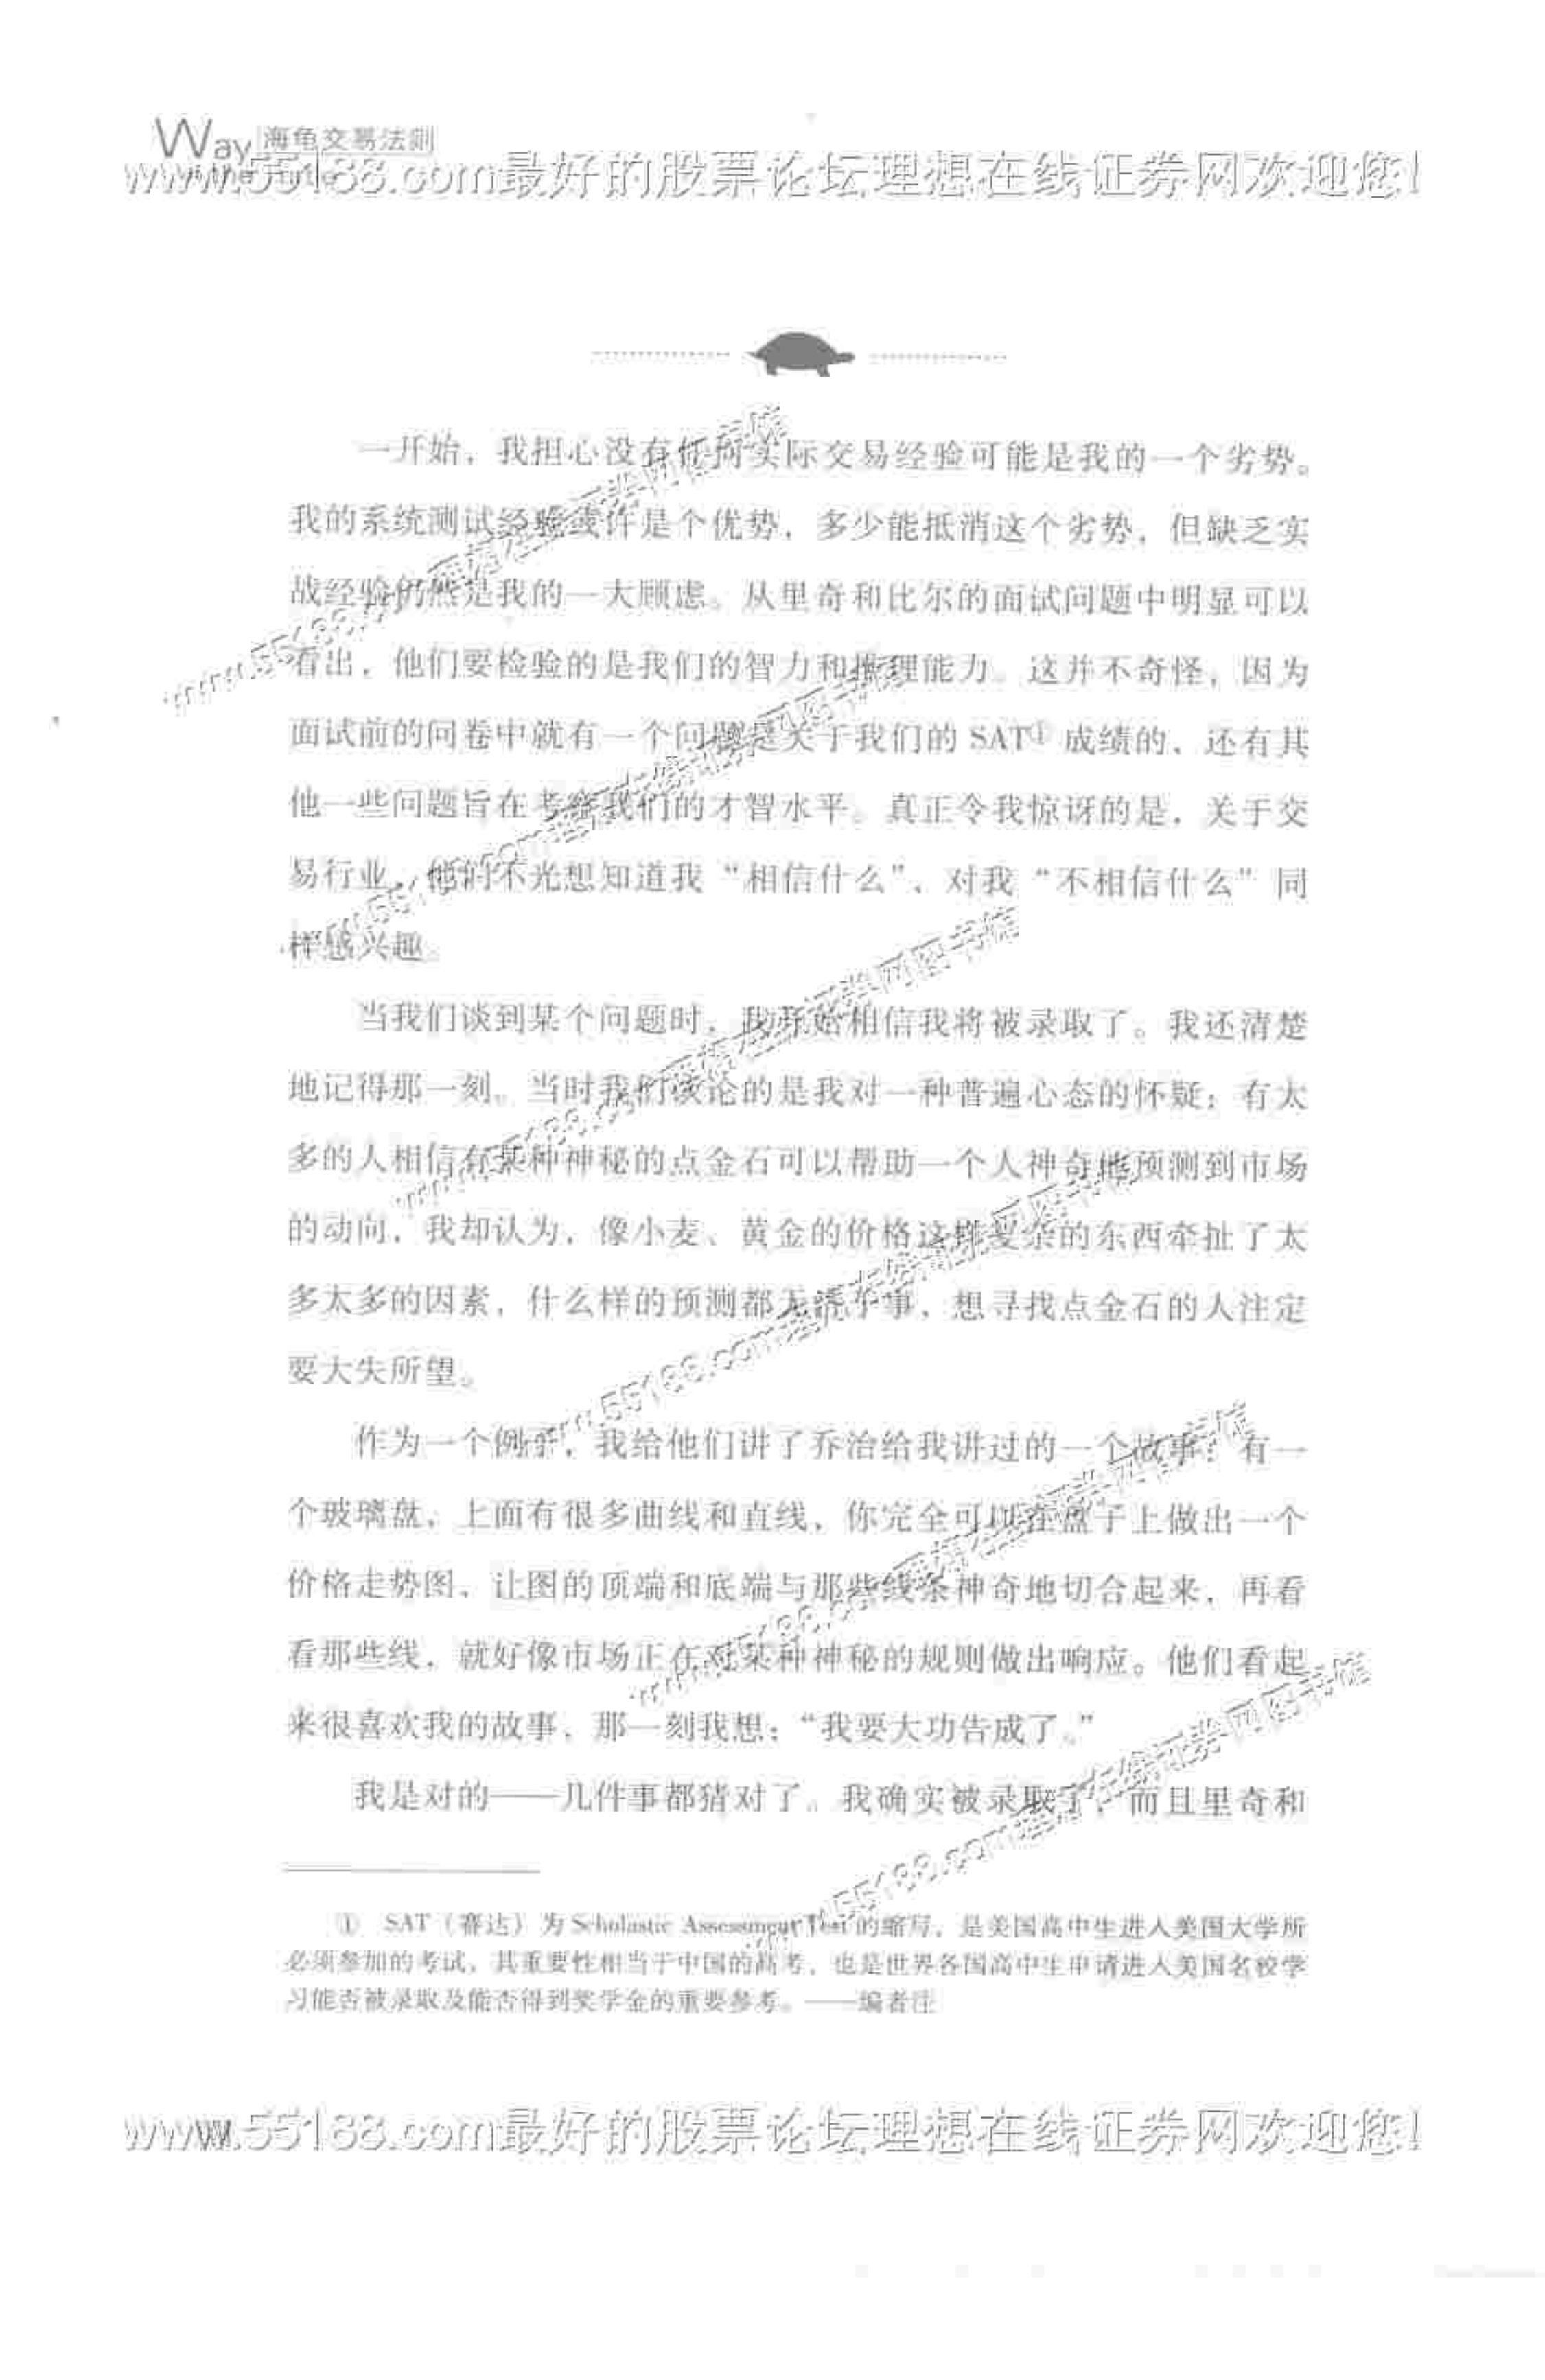 Way 海龟交易法则
www.55188.com最好的股票论坛理想在线证券网欢迎您!
一开始，我担心没有任何实际交易经验可能是我的一个劣势。
我的系统测试经验或许是个优势，多少能抵消这个劣势，但缺乏实
战经验仍然是我的一大顾虑。从里奇和比尔的面试问题中明显可以
看出，他们要检验的是我们的智力和推理能力。这并不奇怪，因为
面试前的问卷中就有一个问题是关于我们的 SAT① 成绩的，还有其
他一些问题旨在考察我们的才智水平。真正令我惊讶的是，关于交
易行业，他们不光想知道我“相信什么”，对我“不相信什么”同
样感兴趣。
当我们谈到某个问题时，我开始相信我将被录取了。我还清楚
地记得那一刻。当时我们谈论的是我对一种普遍心态的怀疑：有太
多的人相信有某种神秘的点金石可以帮助一个人神奇地预测到市场
的动向，我却认为，像小麦、黄金的价格这样复杂的东西牵扯了太
多太多的因素，什么样的预测都无济于事，想寻找点金石的人注定
要大失所望。
作为一个例子，我给他们讲了乔治给我讲过的一个故事：有一
个玻璃盘，上面有很多曲线和直线，你完全可以在盘子上做出一个
价格走势图，让图的顶端和底端与那些线条神奇地切合起来，再看
看那些线，就好像市场正在对某种神秘的规则做出响应。他们看起
来很喜欢我的故事，那一刻我想：“我要大功告成了。”
我是对的——几件事都猜对了。我确实被录取了，而且里奇和
① SAT（赛达）为 Scholastic Assessment Test 的缩写，是美国高中生进入美国大学所
必须参加的考试，其重要性相当于中国的高考，也是世界各国高中生申请进入美国名校学
习能否被录取及能否得到奖学金的重要参考。——编者注
www.55188.com最好的股票论坛理想在线证券网欢迎您!